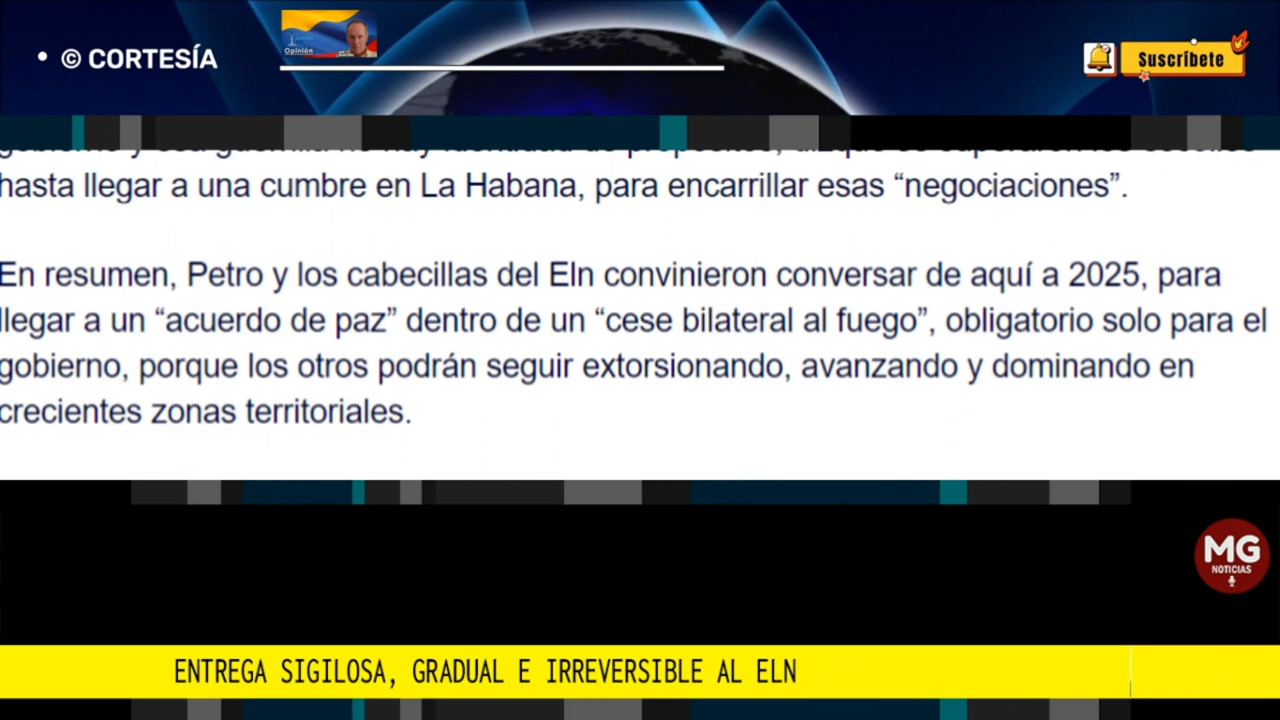 • © CORTESÍA
Opinión
Suscríbete
hasta llegar a una cumbre en La Habana, para encarrillar esas “negociaciones”.
En resumen, Petro y los cabecillas del Eln convinieron conversar de aquí a 2025, para
llegar a un “acuerdo de paz” dentro de un “cese bilateral al fuego”, obligatorio solo para el
gobierno, porque los otros podrán seguir extorsionando, avanzando y dominando en
crecientes zonas territoriales.
MG
NOTICIAS
ENTREGA SIGILOSA, GRADUAL E IRREVERSIBLE AL ELN